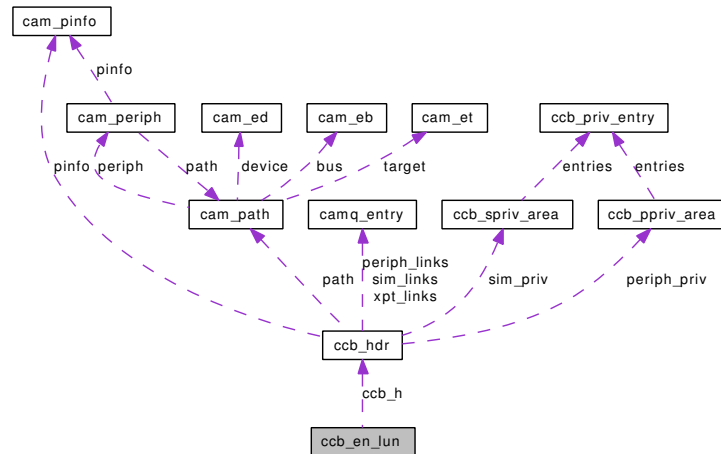 cam_pinfo
pinfo
cam_periph
cam_ed
cam_eb
cam_et
ccb_priv_entry
pinfo
periph
path
device
bus
target
entries
entries
cam_path
camq_entry
ccb_spriv_area
ccb_ppriv_area
path
periph_links
sim_links
xpt_links
sim_priv
periph_priv
ccb_hdr
ccb_h
ccb_en_lun